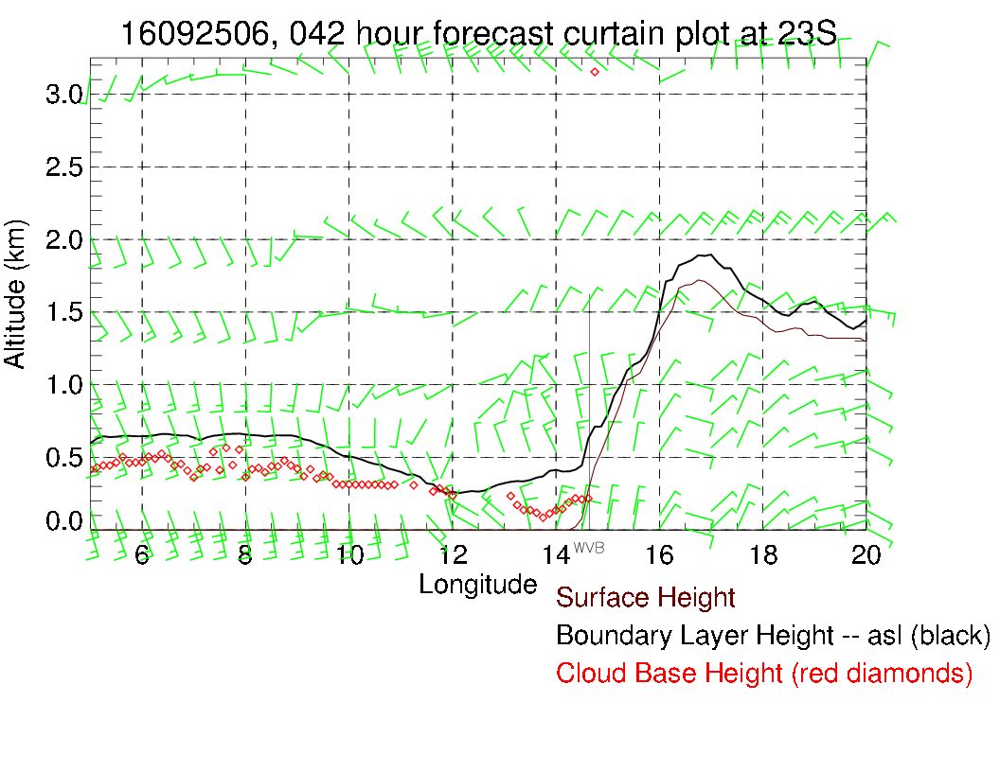 16092506, 042 hour forecast curtain plot at 23S
3.0
2.5
2.0
1.5
1.0
0.5
0.0
Altitude (km)
6 8 10 12 14 16 18 20
WVB
Longitude
Surface Height
Boundary Layer Height -- asl (black)
Cloud Base Height (red diamonds)